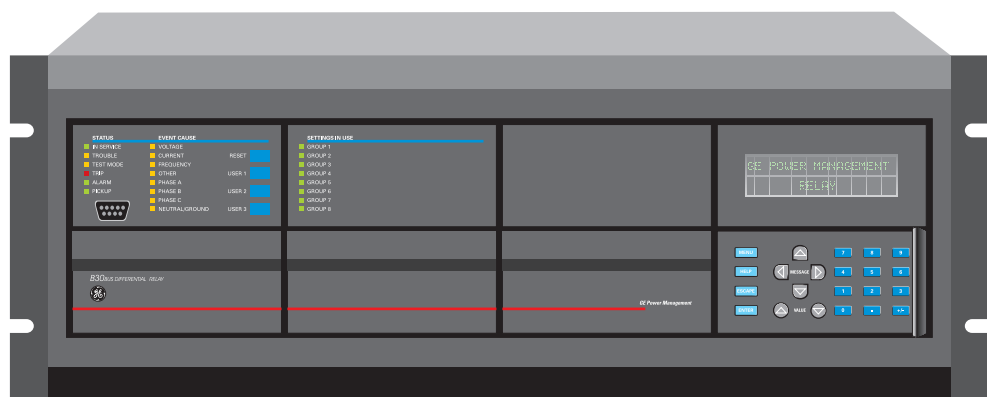 STATUS
IN SERVICE
TROUBLE
TEST MODE
TRIP
ALARM
PICKUP
EVENT CAUSE
VOLTAGE
CURRENT
FREQUENCY
OTHER
PHASE A
PHASE B
PHASE C
NEUTRAL/GROUND
RESET
USER 1
USER 2
USER 3
SETTINGS IN USE
GROUP 1
GROUP 2
GROUP 3
GROUP 4
GROUP 5
GROUP 6
GROUP 7
GROUP 8
GE POWER MANAGEMENT
RELAY
B30 BUS DIFFERENTIAL RELAY
GE
GE Power Management
MENU
HELP
ESCAPE
ENTER
MESSAGE
VALUE
7 8 9
4 5 6
1 2 3
0 . +/-